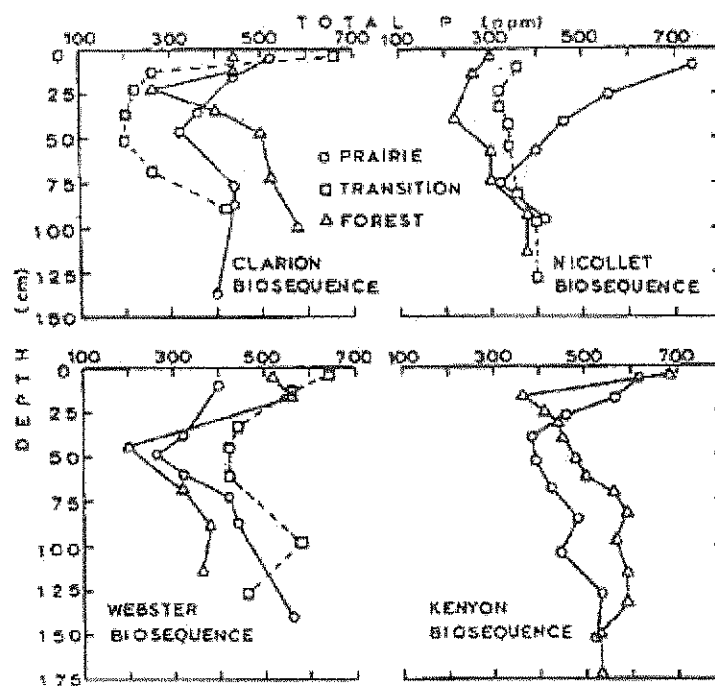 TOTAL P (ppm)
100 300 500 700 100 300 500 700
0
25
50
75
100
125
150
○ PRAIRIE
□ TRANSITION
△ FOREST
CLARION
BIOSEQUENCE
NICOLLET
BIOSEQUENCE
DEPTH (cm)
100 300 500 700 100 300 500 700
0
25
50
75
100
125
150
175
WEBSTER
BIOSEQUENCE
KENYON
BIOSEQUENCE